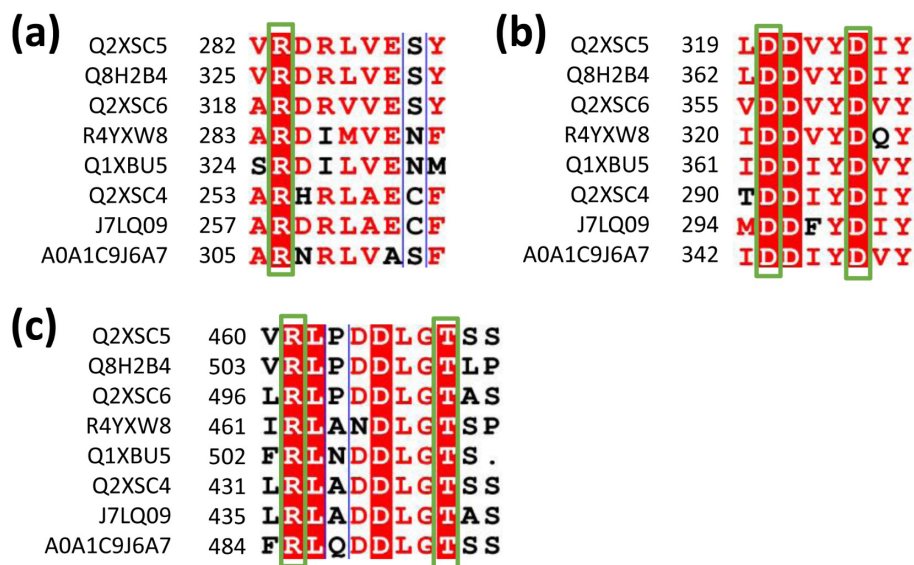 (a)
Q2XSC5 282 VRDRLVESY
Q8H2B4 325 VRDRLVESY
Q2XSC6 318 ARDRVVESY
R4YXW8 283 ARDIMVENF
Q1XBU5 324 SRDILVENM
Q2XSC4 253 ARHRLAECF
J7LQ09 257 ARDRLAECF
A0A1C9J6A7 305 ARNRLVASF
(b)
Q2XSC5 319 LDDVYDIY
Q8H2B4 362 LDDVYDIY
Q2XSC6 355 VDDVYDVY
R4YXW8 320 IDDVYDQY
Q1XBU5 361 IDDIYDVY
Q2XSC4 290 TDDIYDIY
J7LQ09 294 MDDFYDIY
A0A1C9J6A7 342 IDDIYDVY
(c)
Q2XSC5 460 VRLPDDLGTSS
Q8H2B4 503 VRLPDDLGTLP
Q2XSC6 496 LRLPDDLGTAS
R4YXW8 461 IRLANDLGTSP
Q1XBU5 502 FRLNDDLGTS.
Q2XSC4 431 LRLADDLGTSS
J7LQ09 435 LRLADDLGTAS
A0A1C9J6A7 484 FRLQDDLGTSS